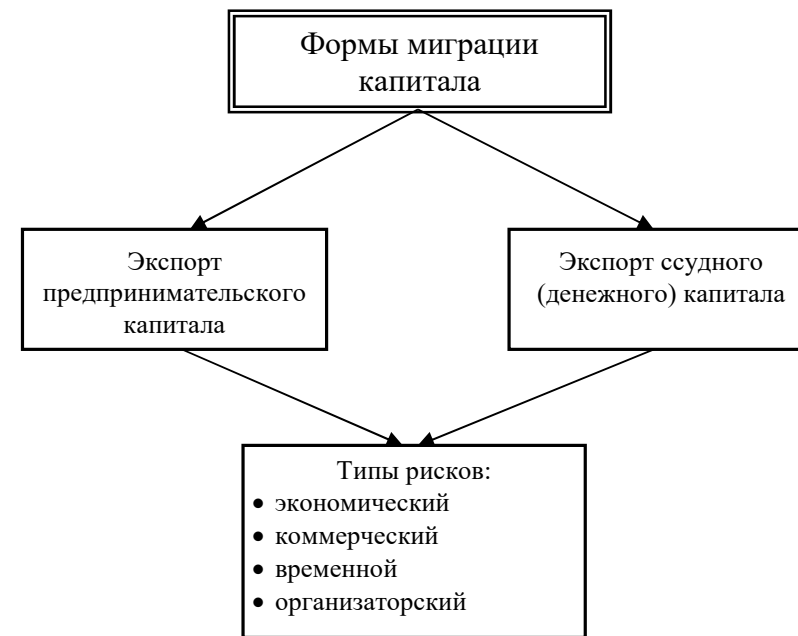 Формы миграции
капитала
Экспорт
предпринимательского
капитала
Экспорт ссудного
(денежного) капитала
Типы рисков:
• экономический
• коммерческий
• временной
• организаторский